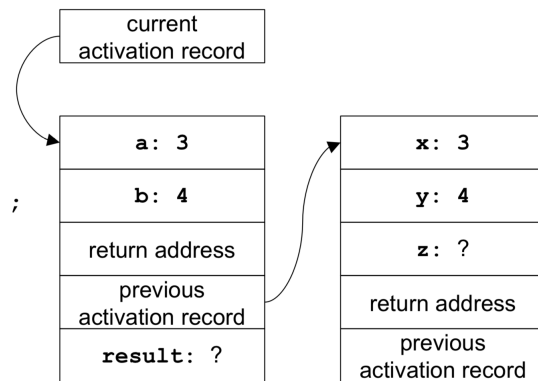 current
activation record
;
a: 3
b: 4
return address
previous
activation record
result: ?
x: 3
y: 4
z: ?
return address
previous
activation record